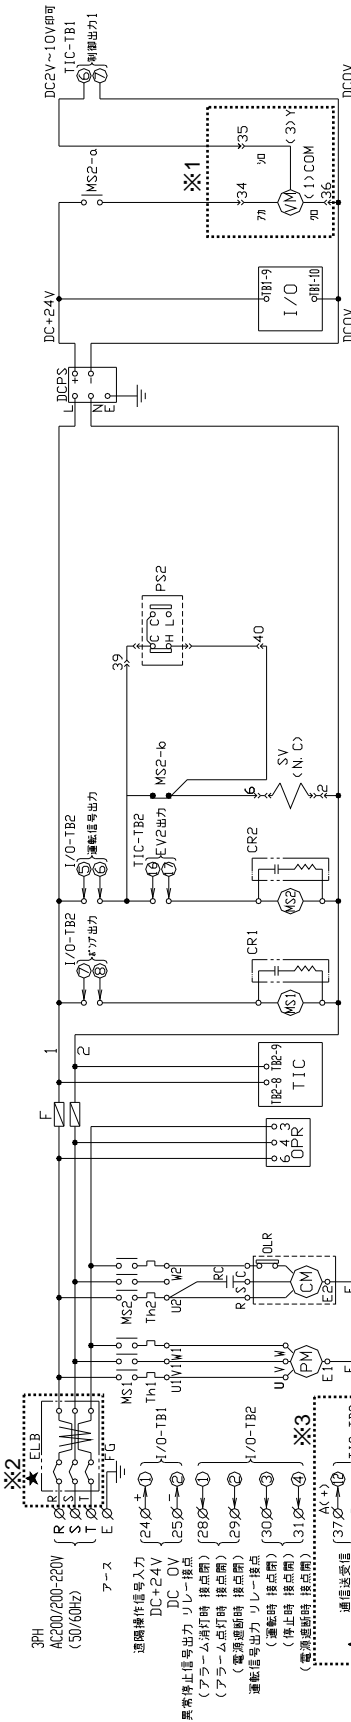 DC2V～10V印可
TIC-TB1
制御出力1
6
7
DC0V
※1
35
ｼﾛ
(3)Y
MS2-a
34
ｱｶ
VM
(1)COM
ｸﾛ
36
TB1-9
I/O
TB1-10
DC+24V
DC0V
DCPS
L
N
E
+
-
PS2
C C
H L
39
40
MS2-b
6
SV
(N.C)
2
I/O-TB2
運転信号出力
5
6
TIC-TB2
EV2出力
16
17
CR2
MS2
I/O-TB2
ﾎﾟﾝﾌﾟ出力
7
8
CR1
MS1
1
2
F
TB2-8 TB2-9
TIC
6 4 3
OPR
MS2
Th2
U2
W2
RC
R S C
OLR
CM
E2
MS1
Th1
U1 V1 W1
U V W
PM
E1
※2
★
ELB
R
S
T
R
S
T
E
FG
3PH
AC200/200-220V
(50/60Hz)
アース
I/O-TB1
遠隔操作信号入力
DC+24V 24 + 1
DC 0V 25 - 2
I/O-TB2
異常停止信号出力 リレー接点
(アラーム消灯時 接点閉) 28 1
(アラーム点灯時 接点開)
(電源遮断時 接点閉) 29 2
運転信号出力 リレー接点
(運転時 接点閉) 30 3
(停止時 接点開)
(電源遮断時 接点開) 31 4
※3
A(+)
37 12
通信送受信